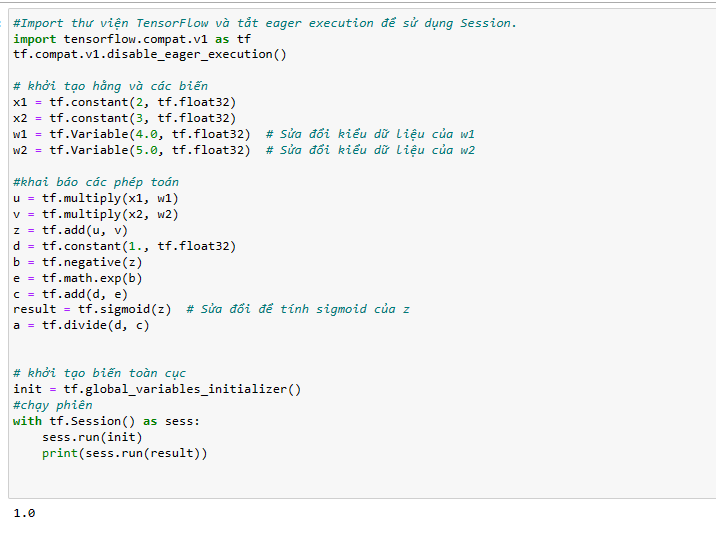 #Import thư viện TensorFlow và tắt eager execution để sử dụng Session.
import tensorflow.compat.v1 as tf
tf.compat.v1.disable_eager_execution()
# khởi tạo hằng và các biến
x1 = tf.constant(2, tf.float32)
x2 = tf.constant(3, tf.float32)
w1 = tf.Variable(4.0, tf.float32)  # Sửa đổi kiểu dữ liệu của w1
w2 = tf.Variable(5.0, tf.float32)  # Sửa đổi kiểu dữ liệu của w2
#khai báo các phép toán
u = tf.multiply(x1, w1)
v = tf.multiply(x2, w2)
z = tf.add(u, v)
d = tf.constant(1., tf.float32)
b = tf.negative(z)
e = tf.math.exp(b)
c = tf.add(d, e)
result = tf.sigmoid(z)  # Sửa đổi để tính sigmoid của z
a = tf.divide(d, c)
# khởi tạo biến toàn cục
init = tf.global_variables_initializer()
#chạy phiên
with tf.Session() as sess:
    sess.run(init)
    print(sess.run(result))
1.0